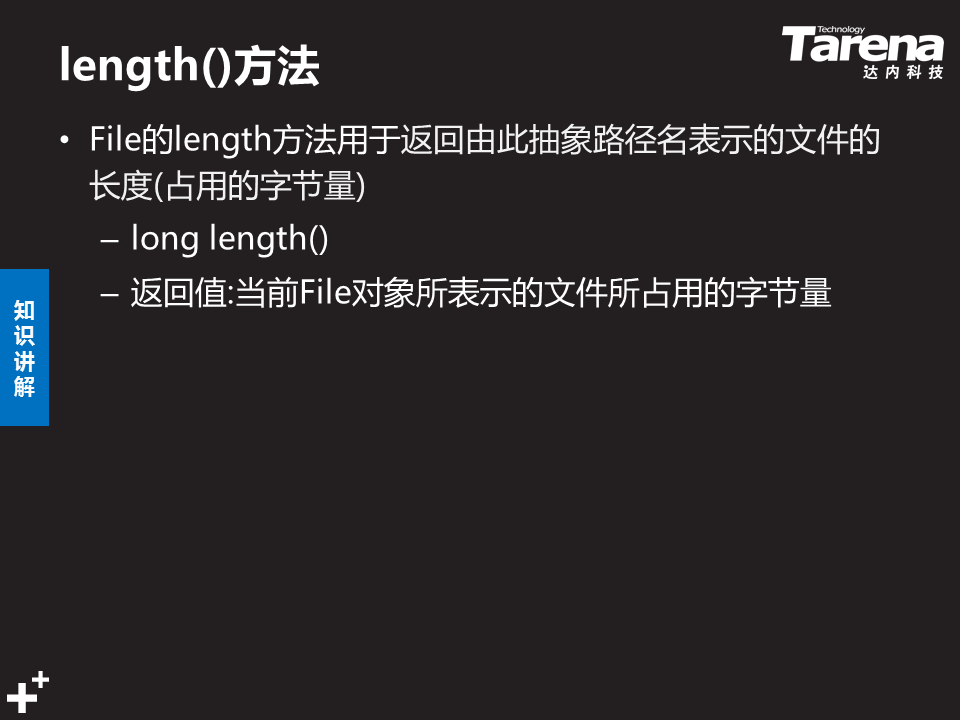 length()方法
Technology
Tarena
达内科技
• File的length方法用于返回由此抽象路径名表示的文件的
长度(占用的字节量)
– long length()
– 返回值:当前File对象所表示的文件所占用的字节量
知
识
讲
解